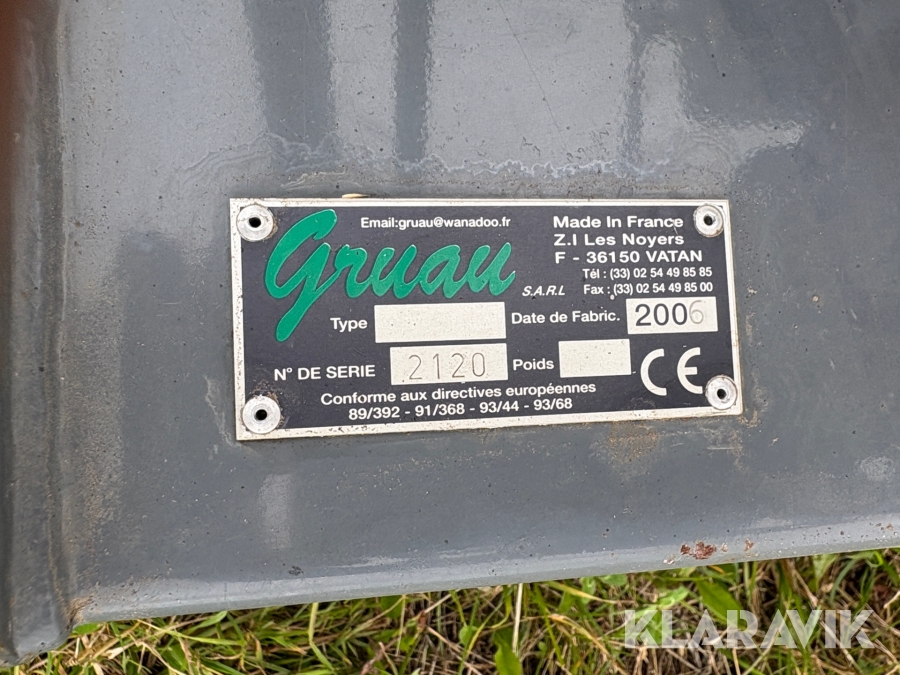 Email:gruau@wanadoo.fr
Made In France
Z.I Les Noyers
F - 36150 VATAN
Tél : (33) 02 54 49 85 85
Fax : (33) 02 54 49 85 00
Gruau
S.A.R.L
Type
Date de Fabric. 2006
N° DE SERIE 2120 Poids
CE
Conforme aux directives européennes
89/392 - 91/368 - 93/44 - 93/68
KLARAVIK